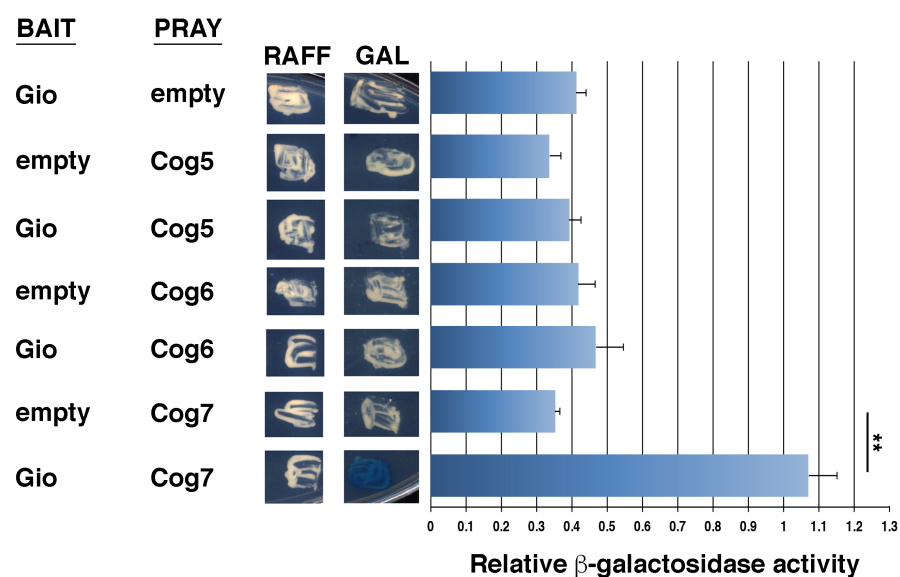 BAIT PRAY
RAFF GAL
Gio empty
empty Cog5
Gio Cog5
empty Cog6
Gio Cog6
empty Cog7
Gio Cog7
**
0 0.1 0.2 0.3 0.4 0.5 0.6 0.7 0.8 0.9 1 1.1 1.2 1.3
Relative β-galactosidase activity